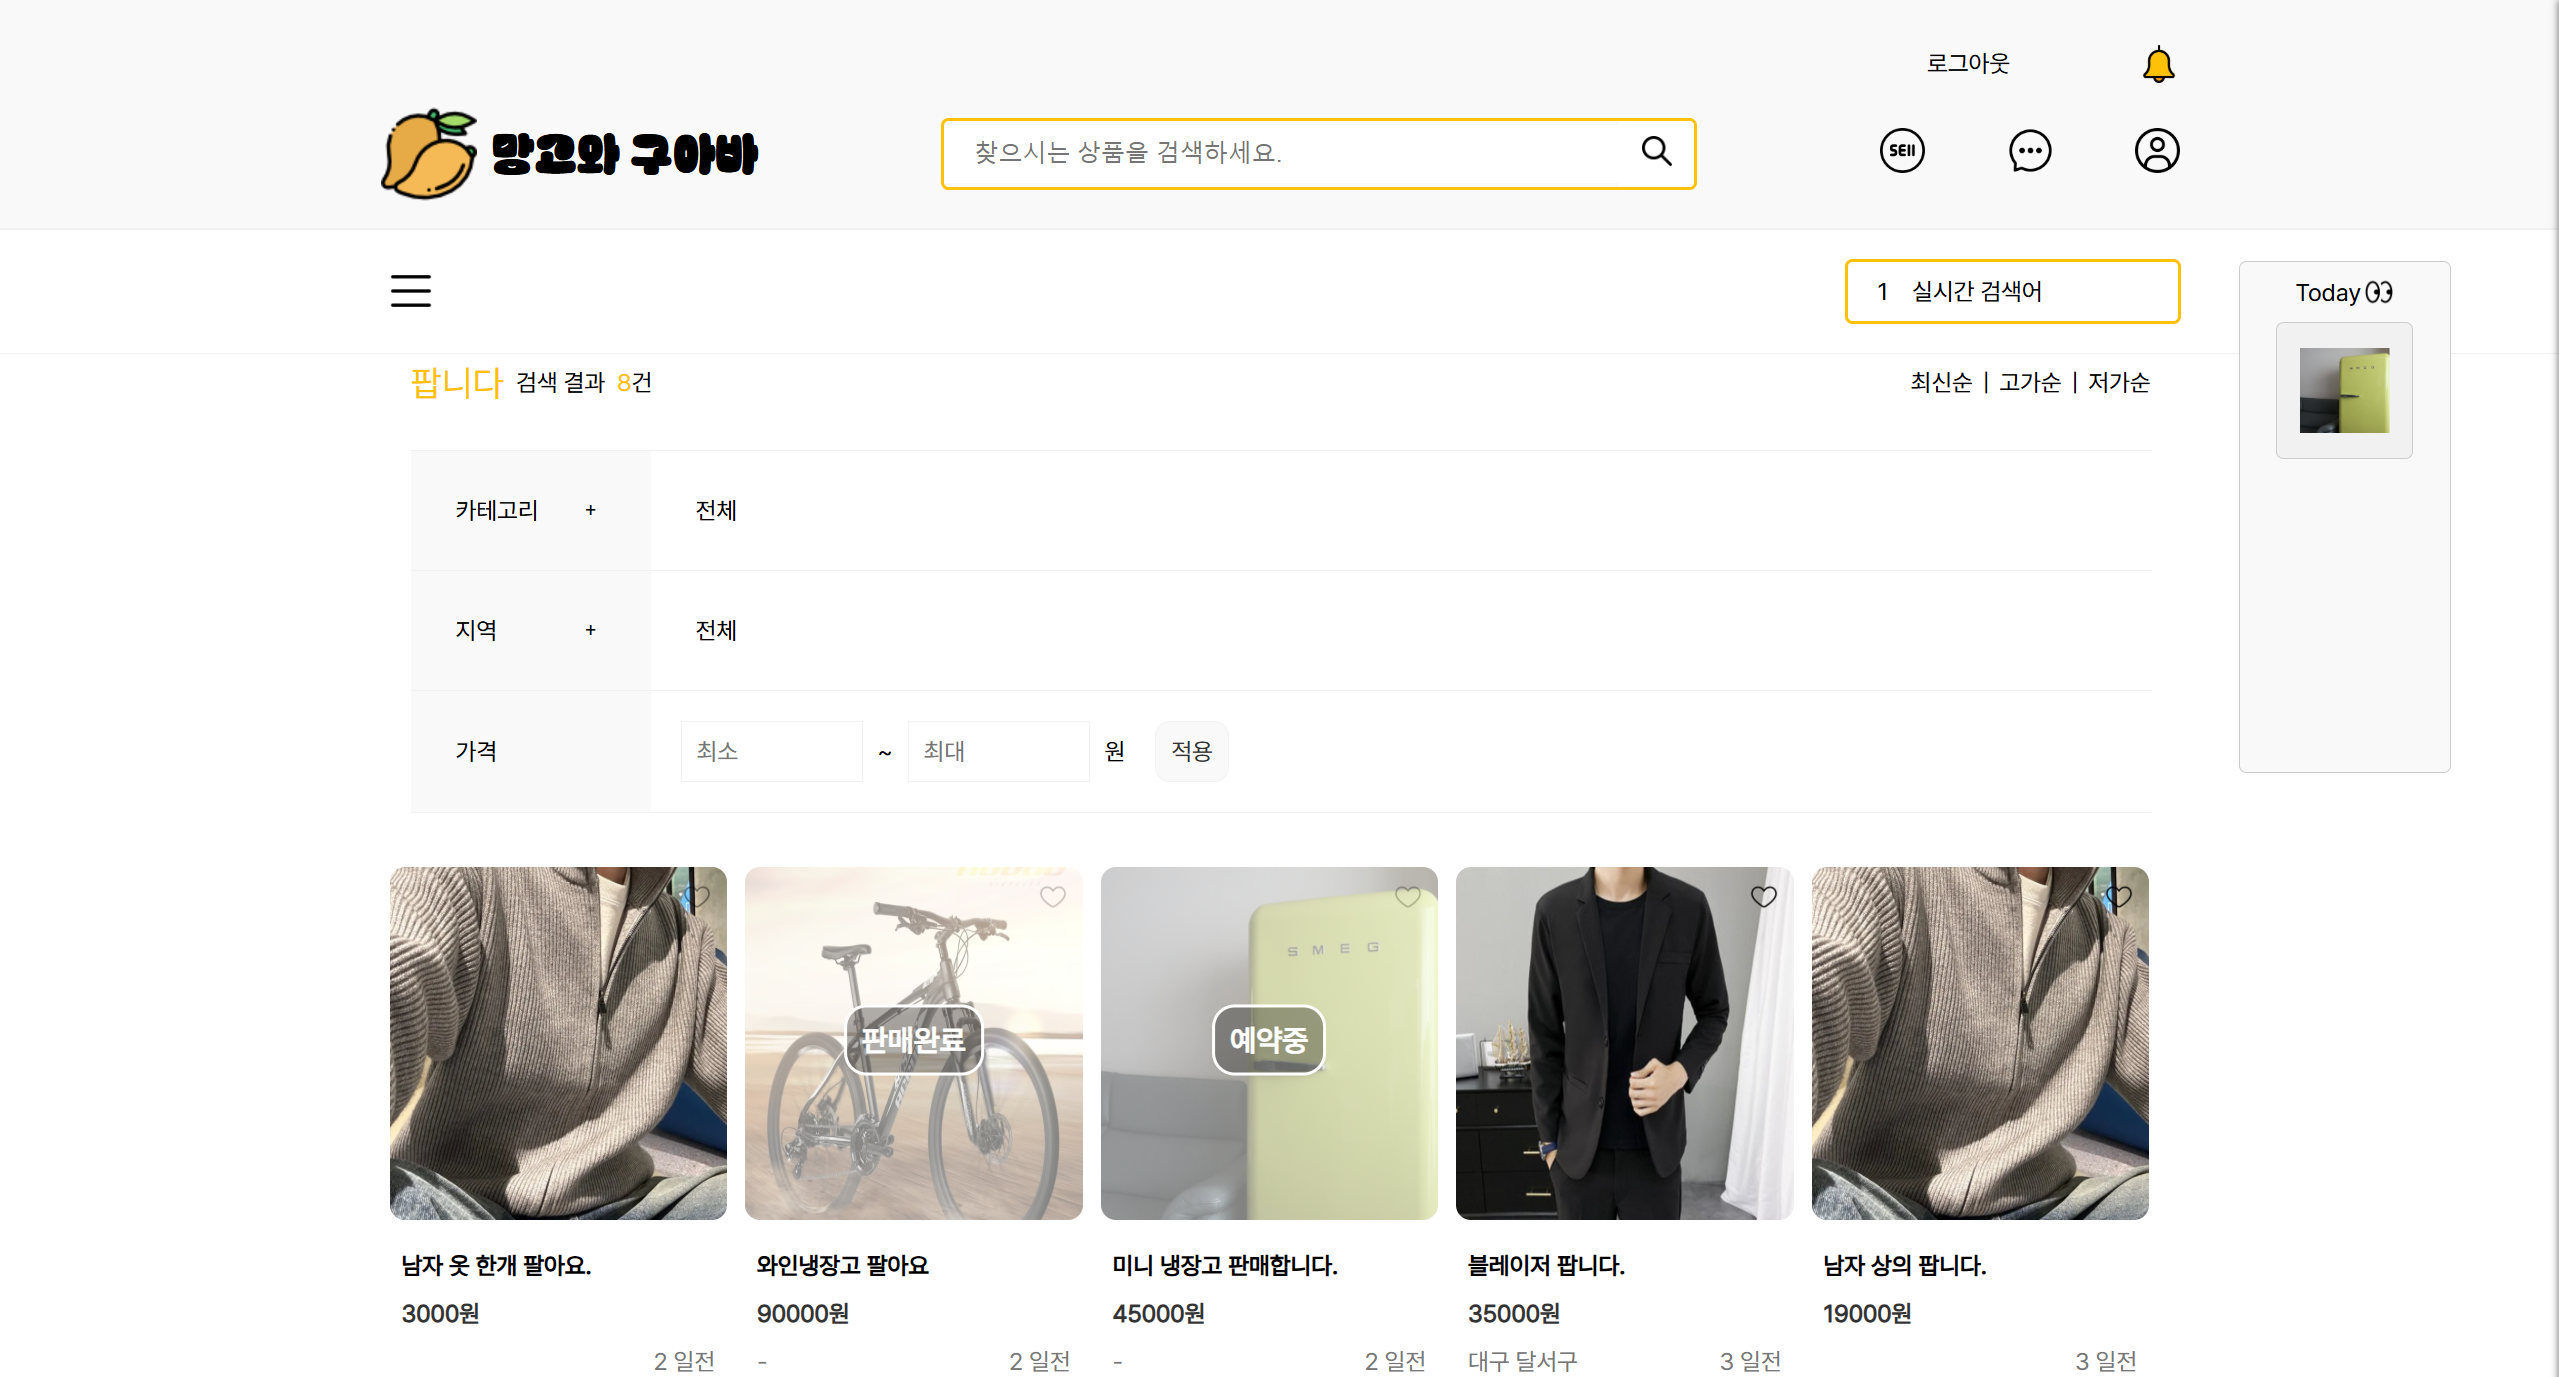 로그아웃
망고와 구아바
찾으시는 상품을 검색하세요.
SEll
1 실시간 검색어
Today
팝니다 검색 결과 8건
최신순 | 고가순 | 저가순
카테고리 + 전체
지역 + 전체
가격 최소 ~ 최대 원 적용
SMEG
판매완료
예약중
남자 옷 한개 팔아요.
3000원
2 일전
와인냉장고 팔아요
90000원
- 2 일전
미니 냉장고 판매합니다.
45000원
- 2 일전
블레이저 팝니다.
35000원
대구 달서구 3 일전
남자 상의 팝니다.
19000원
3 일전